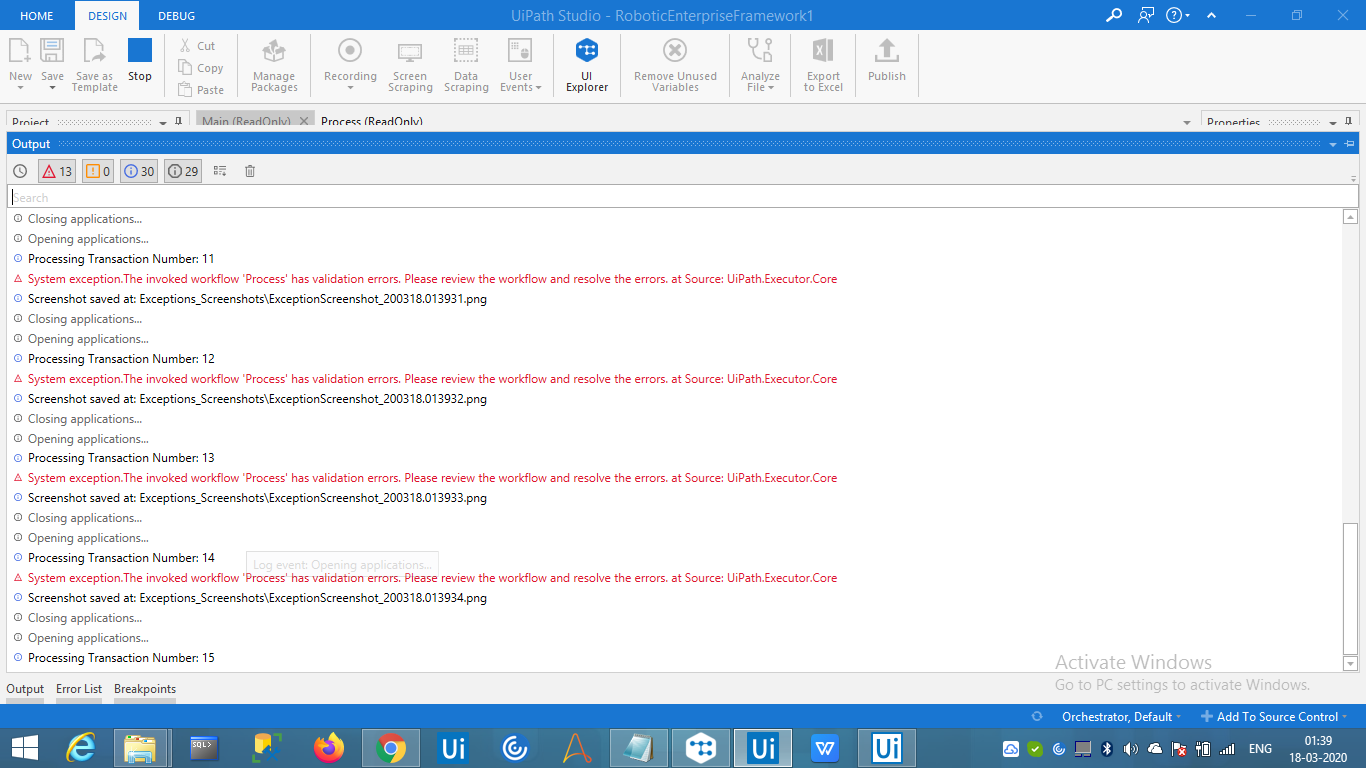 HOME DESIGN DEBUG UiPath Studio - RoboticEnterpriseFramework1
New Save Save as Template Stop Cut Copy Paste Manage Packages Recording Screen Scraping Data Scraping User Events UI Explorer Remove Unused Variables Analyze File Export to Excel Publish
Project Main (ReadOnly) Process (ReadOnly) Properties
Output
13 0 30 29
Search
Closing applications...
Opening applications...
Processing Transaction Number: 11
System exception.The invoked workflow 'Process' has validation errors. Please review the workflow and resolve the errors. at Source: UiPath.Executor.Core
Screenshot saved at: Exceptions_Screenshots\ExceptionScreenshot_200318.013931.png
Closing applications...
Opening applications...
Processing Transaction Number: 12
System exception.The invoked workflow 'Process' has validation errors. Please review the workflow and resolve the errors. at Source: UiPath.Executor.Core
Screenshot saved at: Exceptions_Screenshots\ExceptionScreenshot_200318.013932.png
Closing applications...
Opening applications...
Processing Transaction Number: 13
System exception.The invoked workflow 'Process' has validation errors. Please review the workflow and resolve the errors. at Source: UiPath.Executor.Core
Screenshot saved at: Exceptions_Screenshots\ExceptionScreenshot_200318.013933.png
Closing applications...
Opening applications...
Processing Transaction Number: 14
Log event: Opening applications...
System exception.The invoked workflow 'Process' has validation errors. Please review the workflow and resolve the errors. at Source: UiPath.Executor.Core
Screenshot saved at: Exceptions_Screenshots\ExceptionScreenshot_200318.013934.png
Closing applications...
Opening applications...
Processing Transaction Number: 15
Activate Windows
Go to PC settings to activate Windows.
Output Error List Breakpoints
Orchestrator, Default Add To Source Control
SQL> Ui Ui W Ui ENG 01:39
18-03-2020